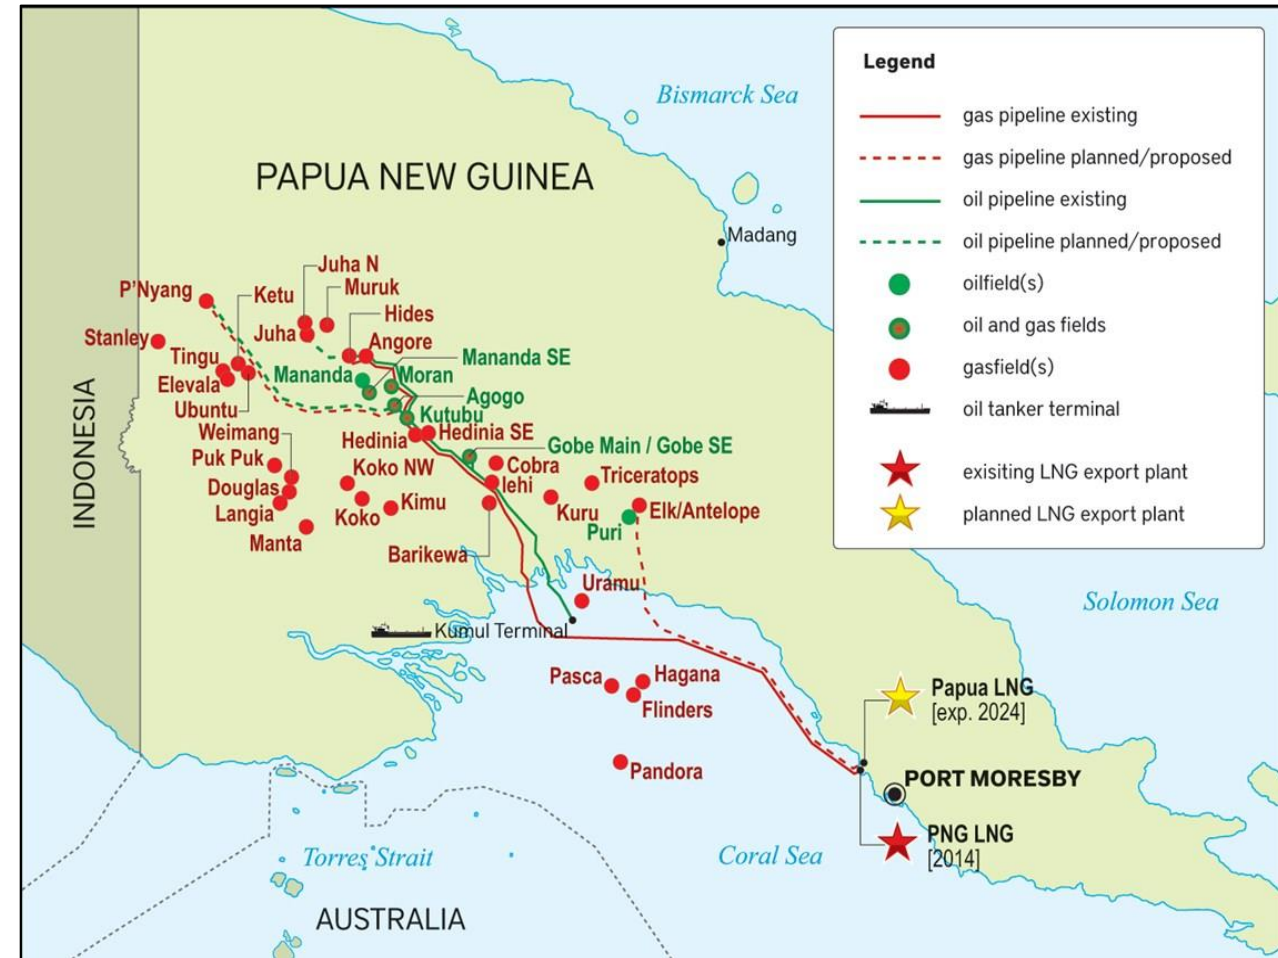 Legend
gas pipeline existing
gas pipeline planned/proposed
oil pipeline existing
oil pipeline planned/proposed
oilfield(s)
oil and gas fields
gasfield(s)
oil tanker terminal
exisiting LNG export plant
planned LNG export plant
Bismarck Sea
PAPUA NEW GUINEA
Madang
Juha N
P'Nyang
Ketu
Muruk
Hides
Stanley
Juha
Angore
Tingu
Mananda SE
Mananda
Moran
Elevala
Agogo
Ubuntu
Kutubu
Weimang
Hedinia
Hedinia SE
Gobe Main / Gobe SE
Puk Puk
Koko NW
Cobra
Iehi
Triceratops
Douglas
Langia
Koko
Kimu
Kuru
Elk/Antelope
Puri
Manta
Barikewa
INDONESIA
Uramu
Solomon Sea
Kumul Terminal
Pasca
Hagana
Flinders
Papua LNG
[exp. 2024]
Pandora
PORT MORESBY
PNG LNG
[2014]
Torres Strait
Coral Sea
AUSTRALIA